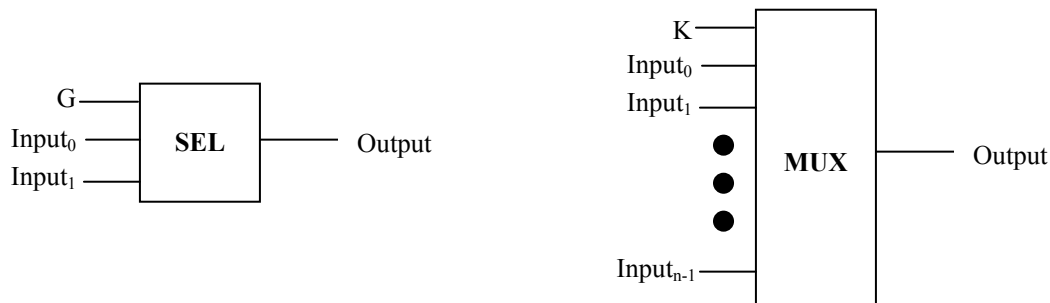 G
Input₀
Input₁
SEL
Output
K
Input₀
Input₁
MUX
Output
Inputₙ₋₁